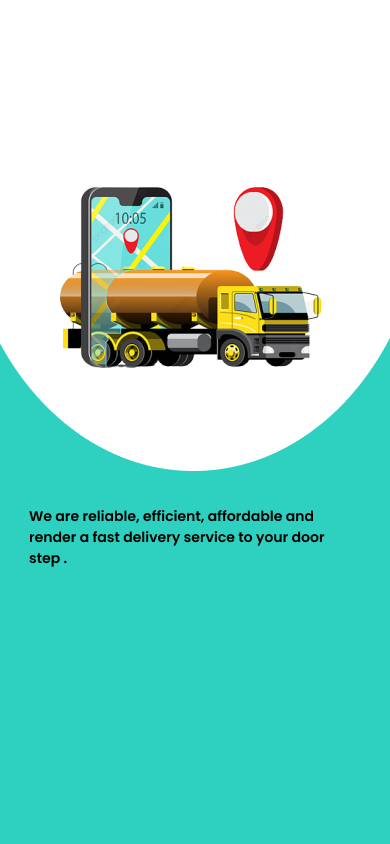 10:05
We are reliable, efficient, affordable and
render a fast delivery service to your door
step .